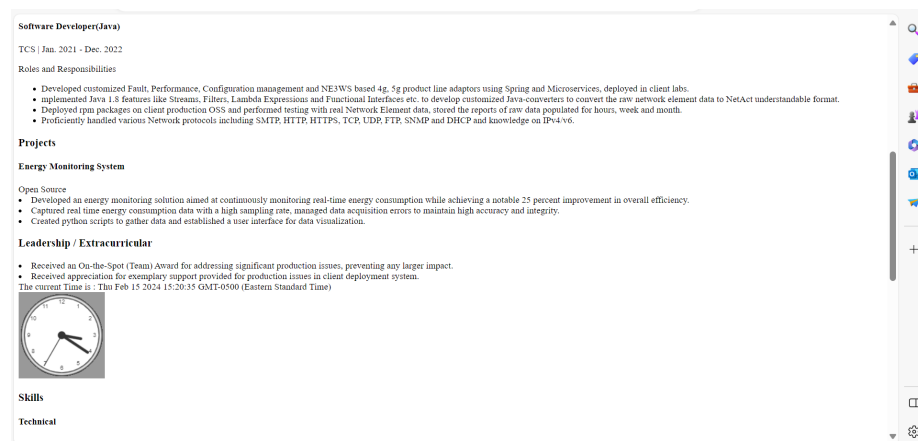 Software Developer(Java)
TCS | Jan. 2021 - Dec. 2022
Roles and Responsibilities
• Developed customized Fault, Performance, Configuration management and NE3WS based 4g, 5g product line adaptors using Spring and Microservices, deployed in client labs.
• mplemented Java 1.8 features like Streams, Filters, Lambda Expressions and Functional Interfaces etc. to develop customized Java-converters to convert the raw network element data to NetAct understandable format.
• Deployed rpm packages on client production OSS and performed testing with real Network Element data, stored the reports of raw data populated for hours, week and month.
• Proficiently handled various Network protocols including SMTP, HTTP, HTTPS, TCP, UDP, FTP, SNMP and DHCP and knowledge on IPv4/v6.
Projects
Energy Monitoring System
Open Source
• Developed an energy monitoring solution aimed at continuously monitoring real-time energy consumption while achieving a notable 25 percent improvement in overall efficiency.
• Captured real time energy consumption data with a high sampling rate, managed data acquisition errors to maintain high accuracy and integrity.
• Created python scripts to gather data and established a user interface for data visualization.
Leadership / Extracurricular
• Received an On-the-Spot (Team) Award for addressing significant production issues, preventing any larger impact.
• Received appreciation for exemplary support provided for production issues in client deployment system.
The current Time is : Thu Feb 15 2024 15:20:35 GMT-0500 (Eastern Standard Time)
12
11 1
10 2
9 3
8 4
7 5
6
Skills
Technical